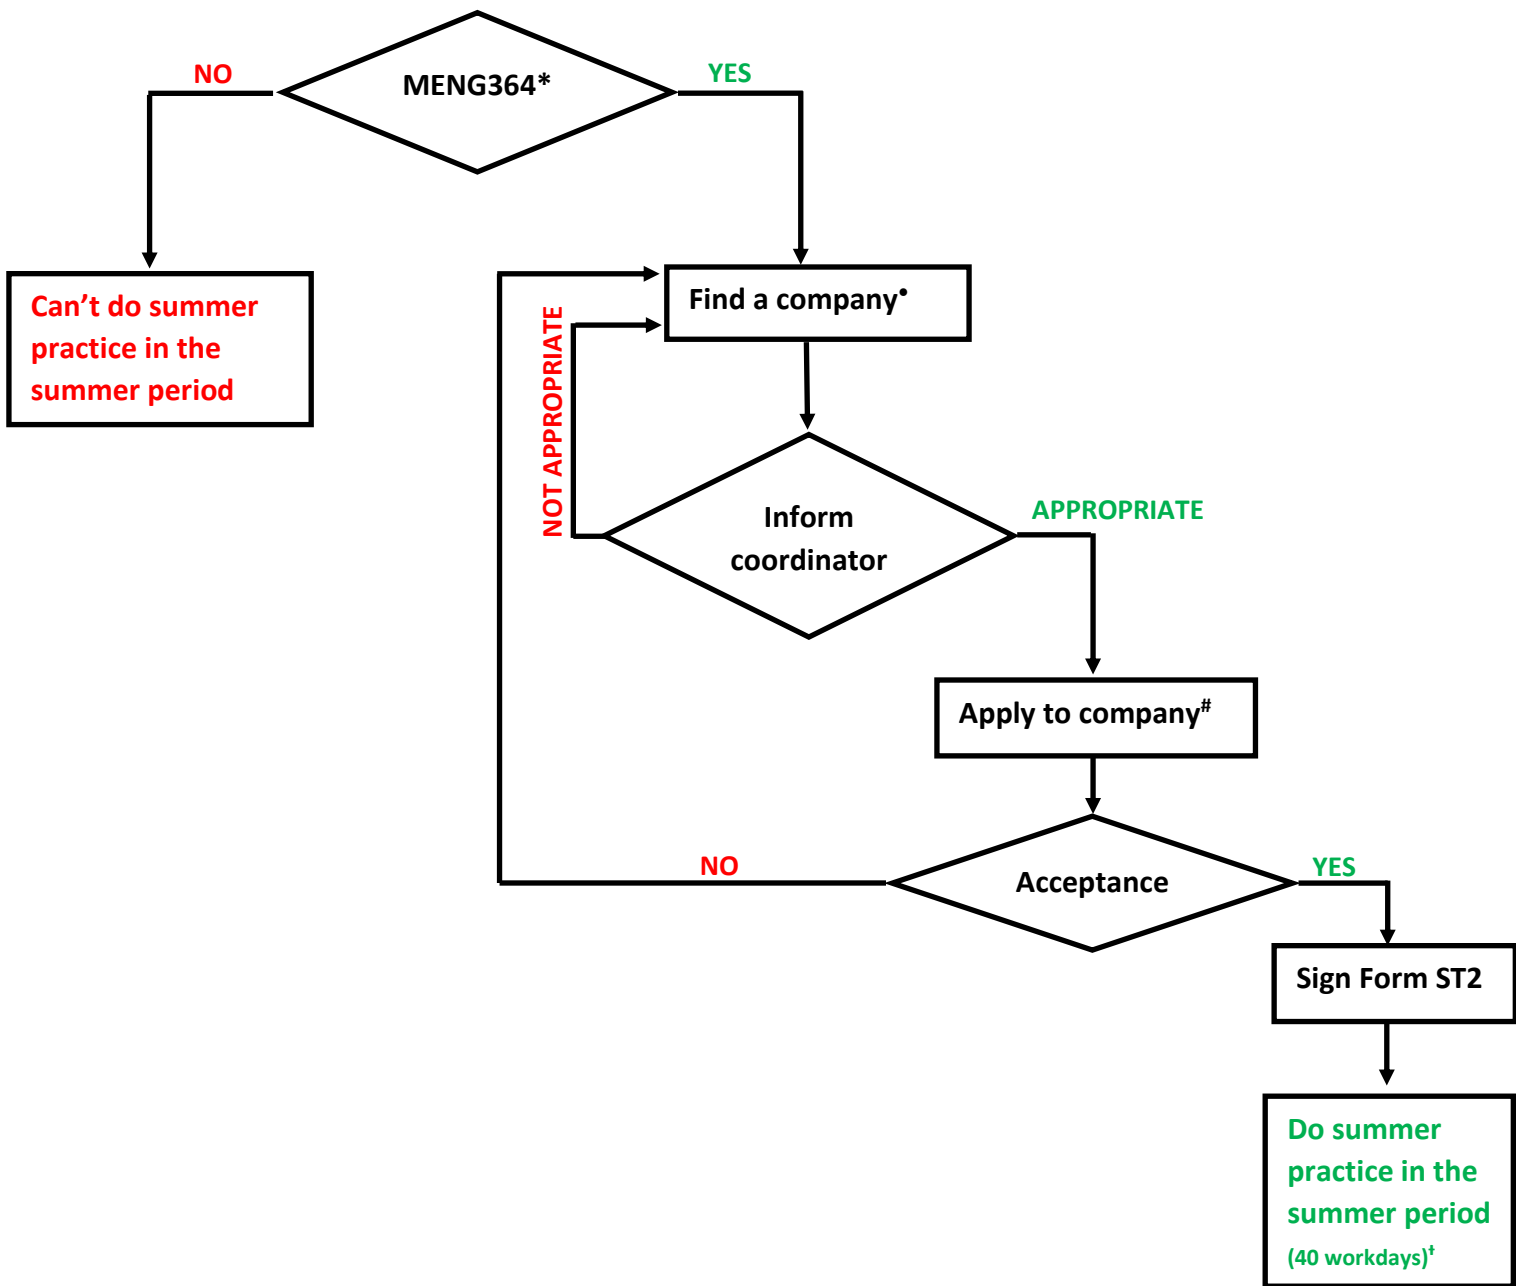 NO
MENG364*
YES
Can’t do summer
practice in the
summer period
Find a company•
NOT APPROPRIATE
Inform
coordinator
APPROPRIATE
Apply to company#
NO
Acceptance
YES
Sign Form ST2
Do summer
practice in the
summer period
(40 workdays)†